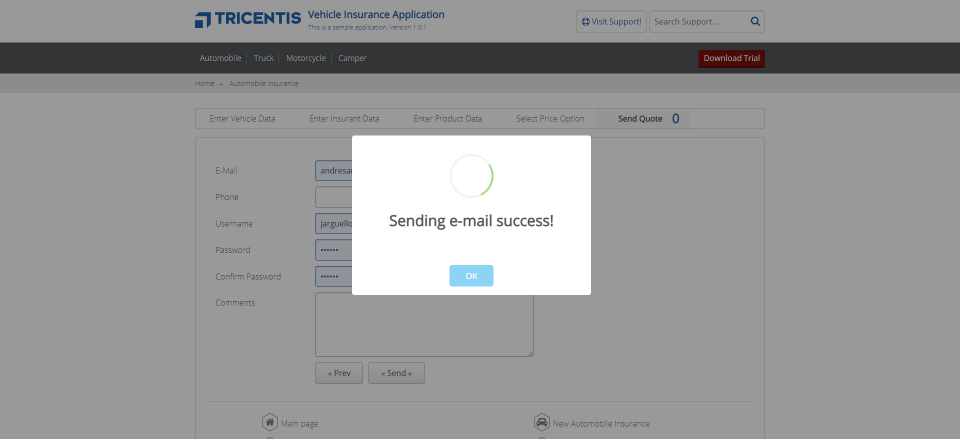 TRICENTIS
Vehicle Insurance Application
This is a sample application. Version 1.0.1
Visit Support!
Search Support...
Automobile
Truck
Motorcycle
Camper
Download Trial
Home
Automobile Insurance
Enter Vehicle Data
Enter Insurant Data
Enter Product Data
Select Price Option
Send Quote 0
E-Mail
Phone
Username
jarguello
Password ••••••
Confirm Password ••••••
Comments
Sending e-mail success!
OK
« Prev
« Send »
Main page
New Automobile Insurance